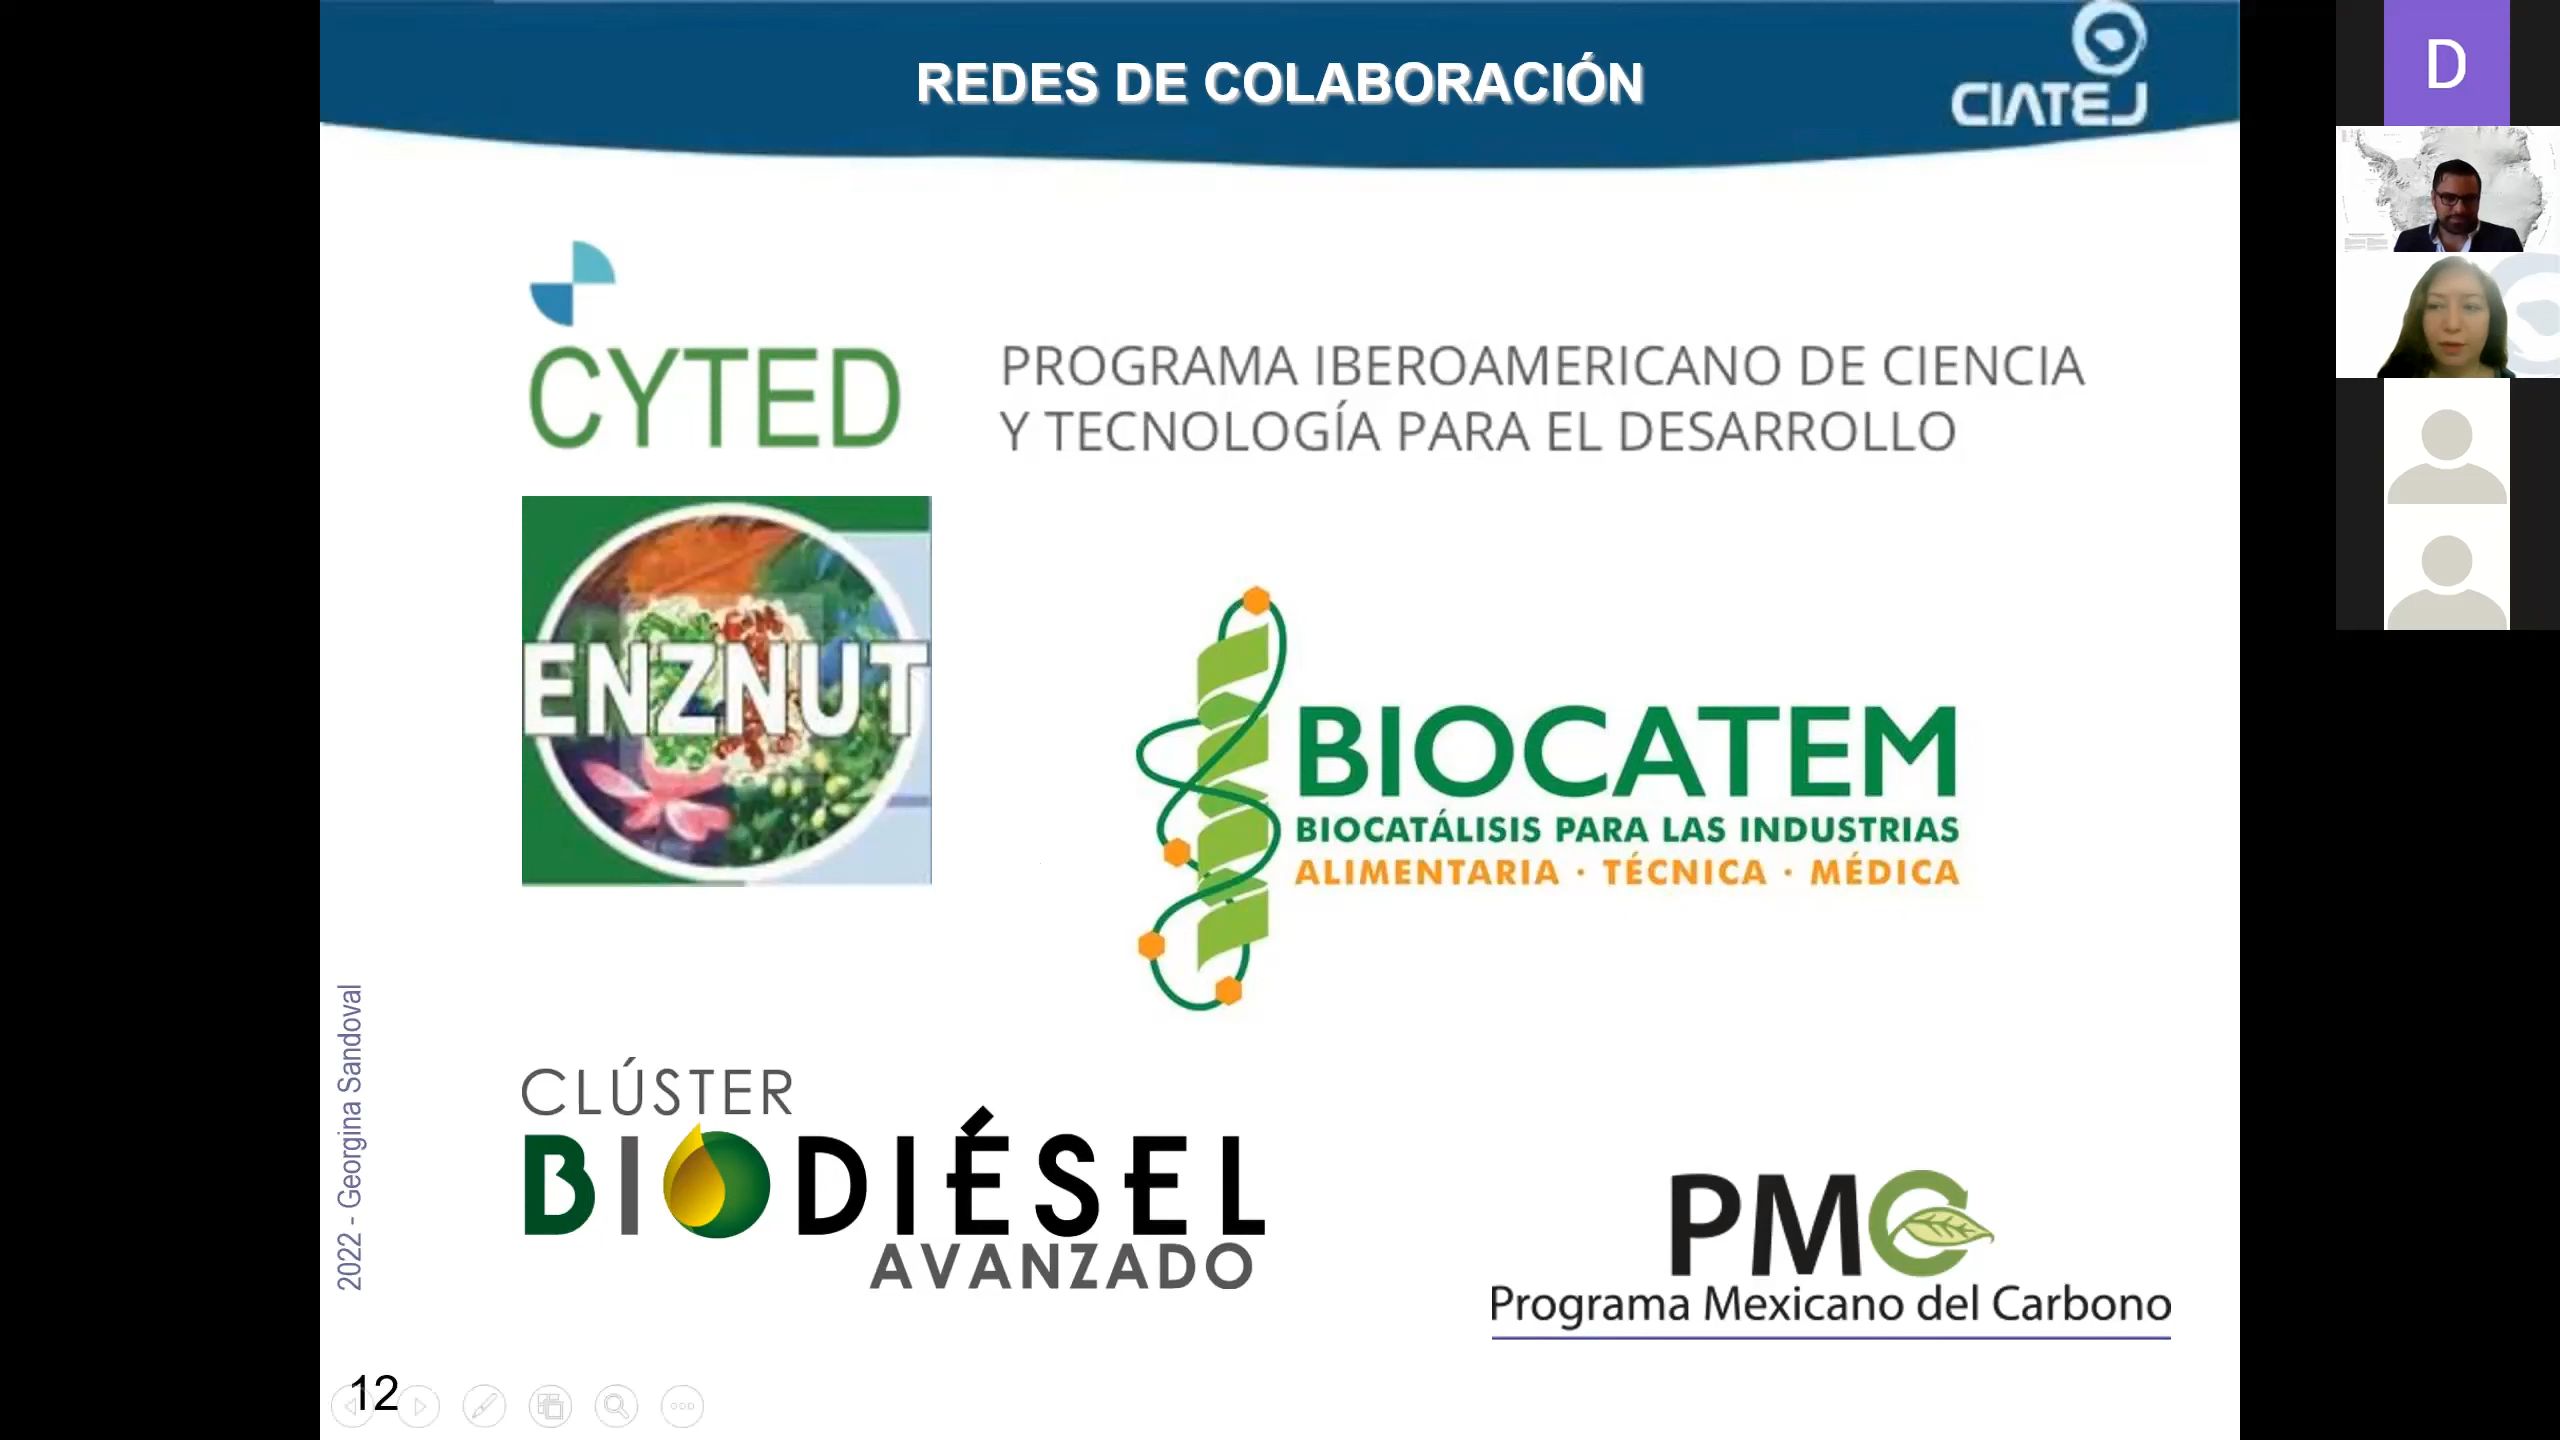 REDES DE COLABORACIÓN
CIATEJ
D
CYTED
PROGRAMA IBEROAMERICANO DE CIENCIA
Y TECNOLOGÍA PARA EL DESARROLLO
ENZNUT
BIOCATEM
BIOCATÁLISIS PARA LAS INDUSTRIAS
ALIMENTARIA · TÉCNICA · MÉDICA
CLÚSTER
BIODIÉSEL
AVANZADO
PMC
Programa Mexicano del Carbono
2022 - Georgina Sandoval
12